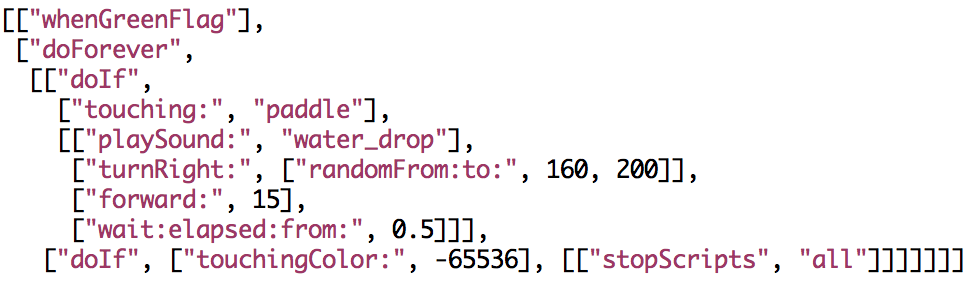 [["whenGreenFlag"],
 ["doForever",
  [["doIf",
    ["touching:", "paddle"],
    [["playSound:", "water_drop"],
     ["turnRight:", ["randomFrom:to:", 160, 200]],
     ["forward:", 15],
     ["wait:elapsed:from:", 0.5]]],
   ["doIf", ["touchingColor:", -65536], [["stopScripts", "all"]]]]]]]